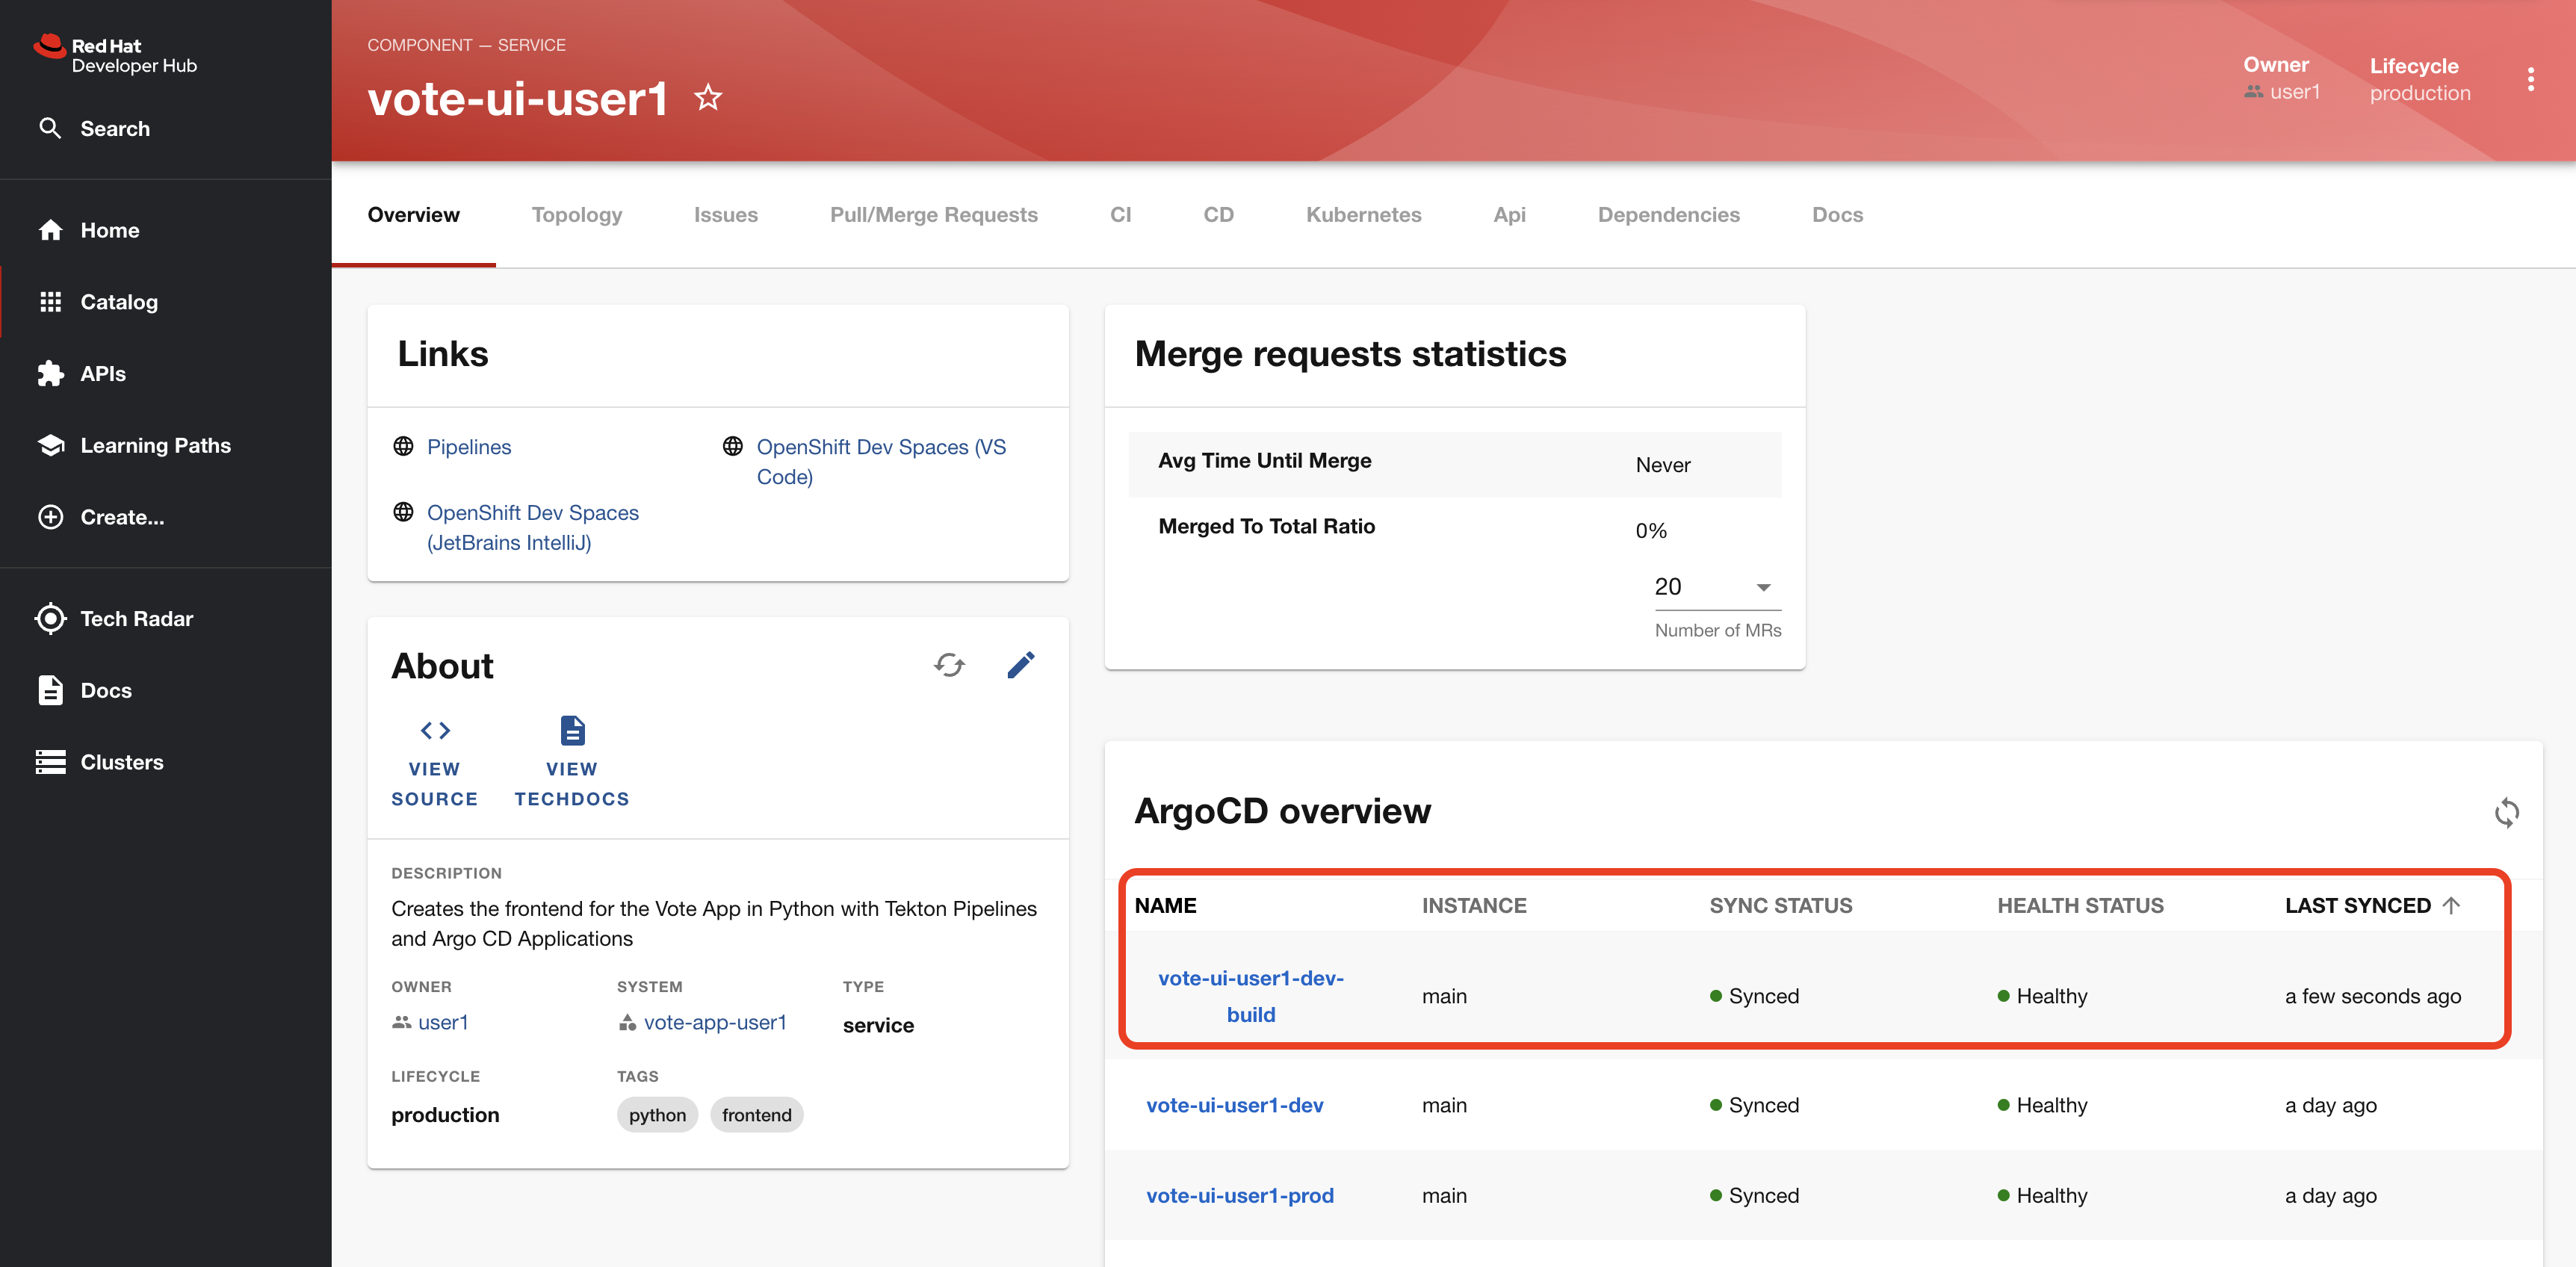 Red Hat
Developer Hub
Search
Home
Catalog
APIs
Learning Paths
Create...
Tech Radar
Docs
Clusters
COMPONENT — SERVICE
vote-ui-user1
Owner
user1
Lifecycle
production
Overview
Topology
Issues
Pull/Merge Requests
CI
CD
Kubernetes
Api
Dependencies
Docs
Links
Pipelines
OpenShift Dev Spaces (VS
Code)
OpenShift Dev Spaces
(JetBrains IntelliJ)
About
VIEW
SOURCE
VIEW
TECHDOCS
DESCRIPTION
Creates the frontend for the Vote App in Python with Tekton Pipelines
and Argo CD Applications
OWNER
user1
SYSTEM
vote-app-user1
TYPE
service
LIFECYCLE
production
TAGS
python
frontend
Merge requests statistics
Avg Time Until Merge
Never
Merged To Total Ratio
0%
20
Number of MRs
ArgoCD overview
NAME INSTANCE SYNC STATUS HEALTH STATUS LAST SYNCED
vote-ui-user1-dev-
build
main Synced Healthy a few seconds ago
vote-ui-user1-dev main Synced Healthy a day ago
vote-ui-user1-prod main Synced Healthy a day ago